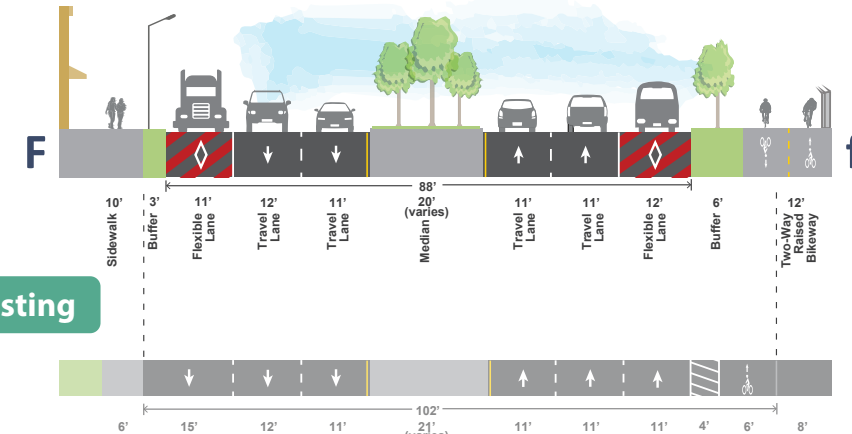 F
88'
10' 3' 11' 12' 11' 20' 11' 11' 12' 6' 12'
(varies)
Sidewalk
Buffer
Flexible
Lane
Travel
Lane
Travel
Lane
Median
Travel
Lane
Travel
Lane
Flexible
Lane
Buffer
Two-Way
Raised
Bikeway
sting
102'
6' 15' 12' 11' 21' 11' 11' 11' 4' 6' 8'
(varies)